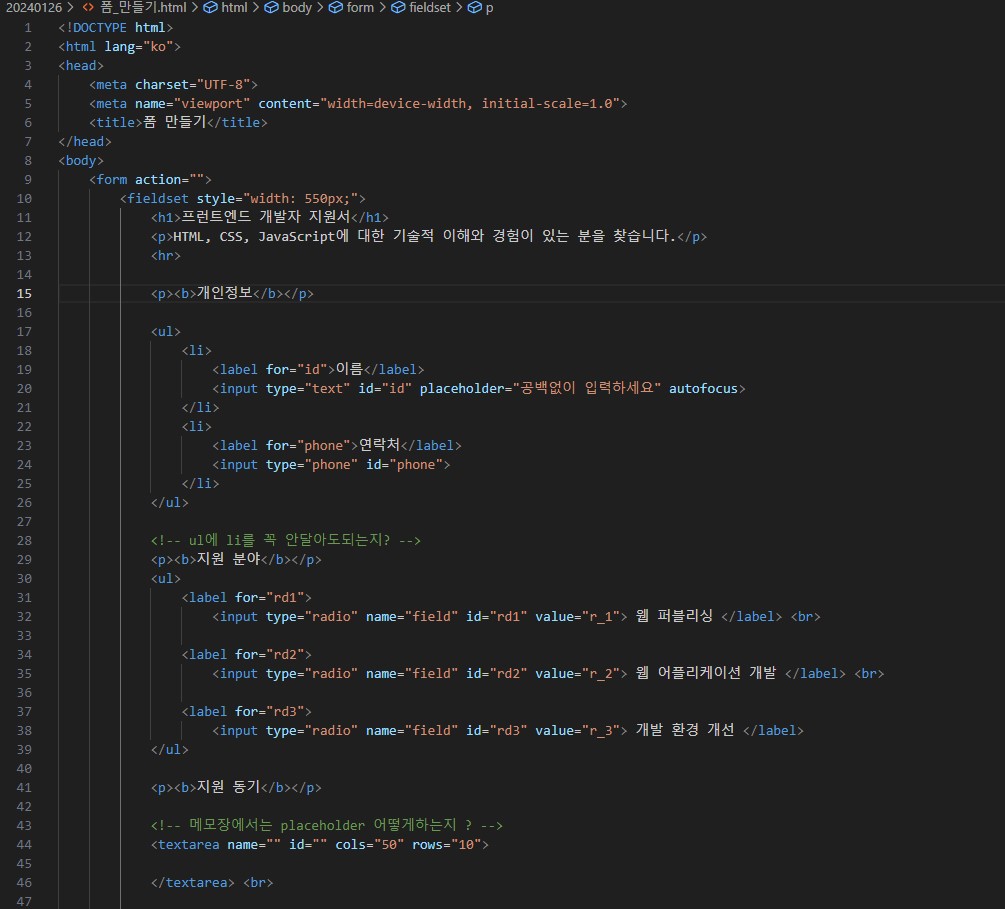 20240126 > <> 폼_만들기.html > html > body > form > fieldset > p
1 <!DOCTYPE html>
2 <html lang="ko">
3 <head>
4 <meta charset="UTF-8">
5 <meta name="viewport" content="width=device-width, initial-scale=1.0">
6 <title>폼 만들기</title>
7 </head>
8 <body>
9 <form action="">
10 <fieldset style="width: 550px;">
11 <h1>프런트엔드 개발자 지원서</h1>
12 <p>HTML, CSS, JavaScript에 대한 기술적 이해와 경험이 있는 분을 찾습니다.</p>
13 <hr>
14
15 <p><b>개인정보</b></p>
16
17 <ul>
18 <li>
19 <label for="id">이름</label>
20 <input type="text" id="id" placeholder="공백없이 입력하세요" autofocus>
21 </li>
22 <li>
23 <label for="phone">연락처</label>
24 <input type="phone" id="phone">
25 </li>
26 </ul>
27
28 <!-- ul에 li를 꼭 안달아도되는지? -->
29 <p><b>지원 분야</b></p>
30 <ul>
31 <label for="rd1">
32 <input type="radio" name="field" id="rd1" value="r_1"> 웹 퍼블리싱 </label> <br>
33
34 <label for="rd2">
35 <input type="radio" name="field" id="rd2" value="r_2"> 웹 어플리케이션 개발 </label> <br>
36
37 <label for="rd3">
38 <input type="radio" name="field" id="rd3" value="r_3"> 개발 환경 개선 </label>
39 </ul>
40
41 <p><b>지원 동기</b></p>
42
43 <!-- 메모장에서는 placeholder 어떻게하는지 ? -->
44 <textarea name="" id="" cols="50" rows="10">
45
46 </textarea> <br>
47